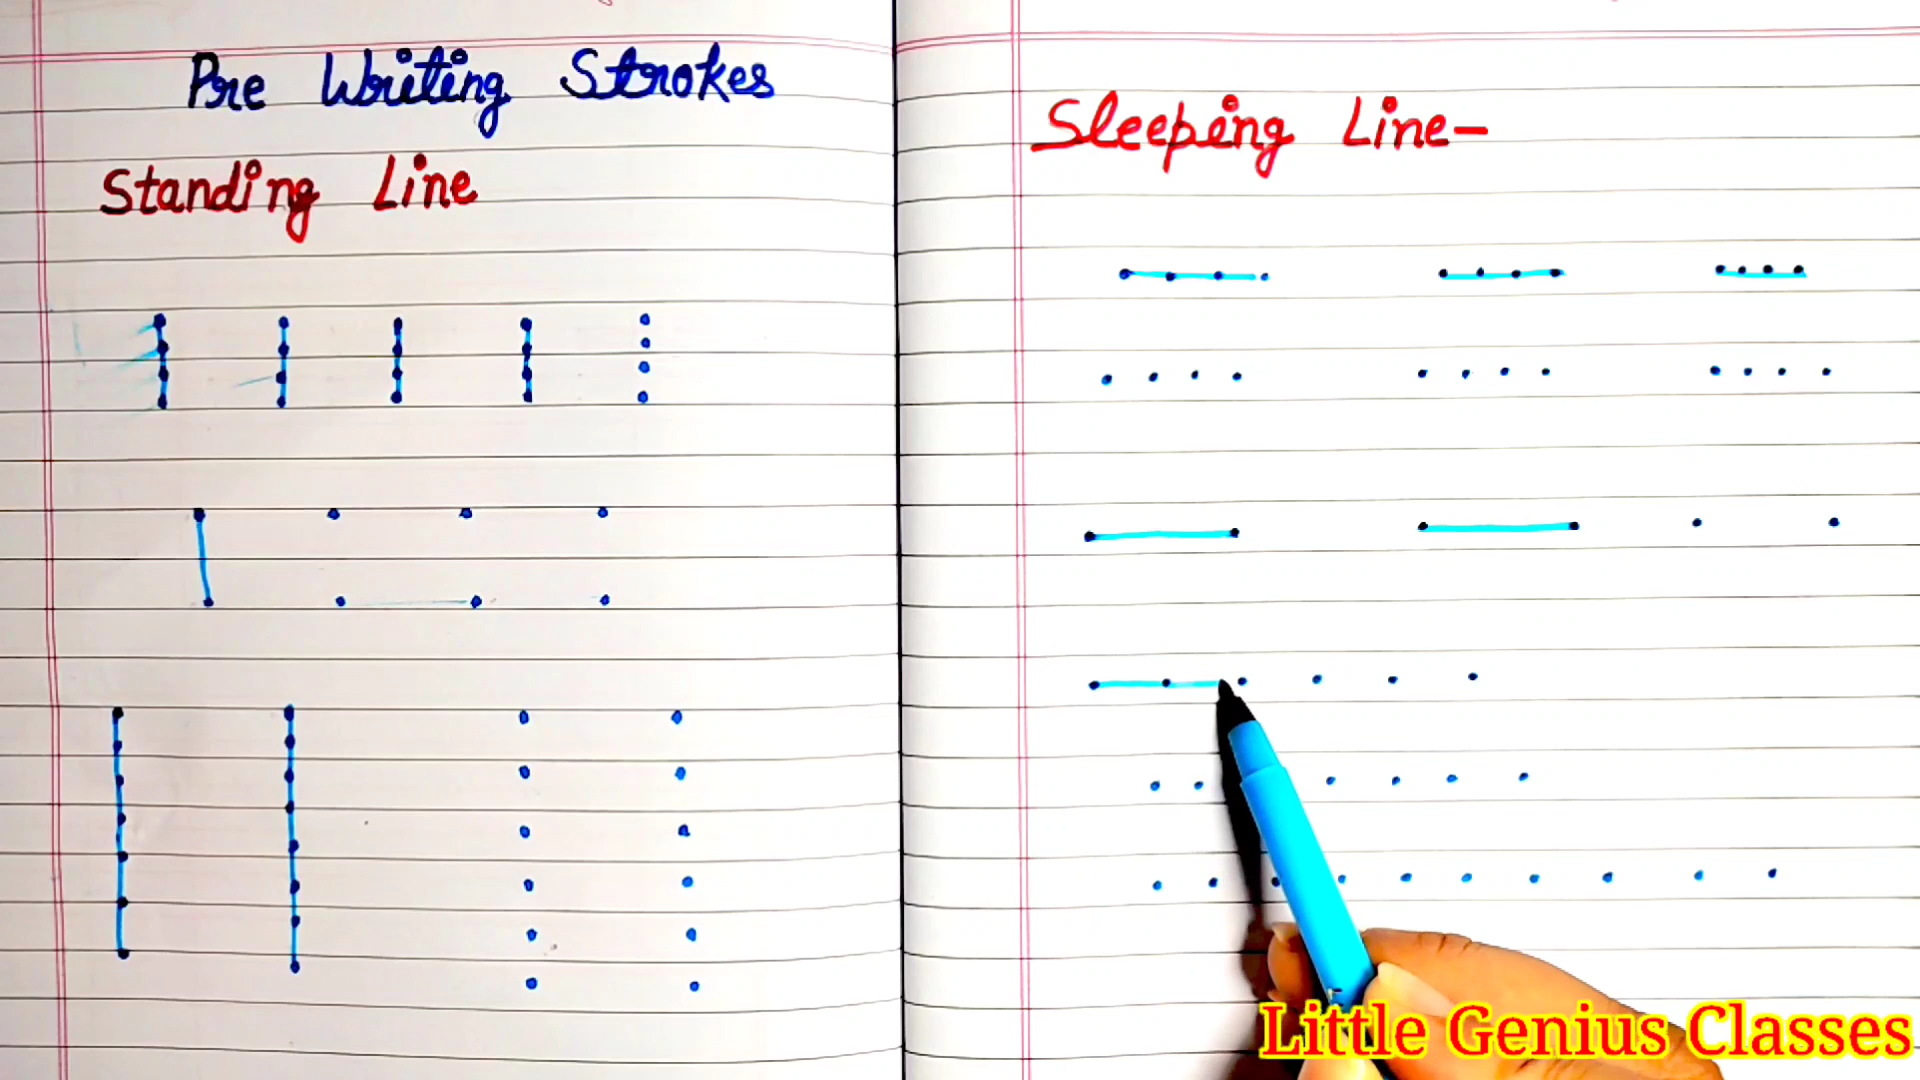 Pre Writing Strokes
Standing Line
Sleeping Line-
Little Genius Classes